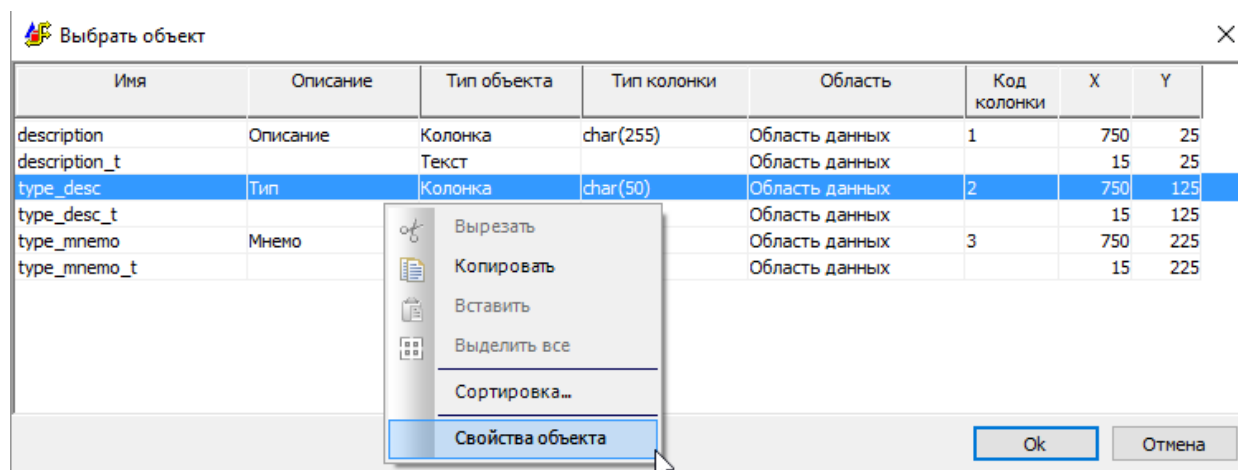 Выбрать объект
Имя Описание Тип объекта Тип колонки Область Код колонки X Y
description Описание Колонка char(255) Область данных 1 750 25
description_t Текст Область данных 15 25
type_desc Тип Колонка char(50) Область данных 2 750 125
type_desc_t Область данных 15 125
type_mnemo Мнемо Область данных 3 750 225
type_mnemo_t Область данных 15 225
Вырезать
Копировать
Вставить
Выделить все
Сортировка...
Свойства объекта
Ok Отмена